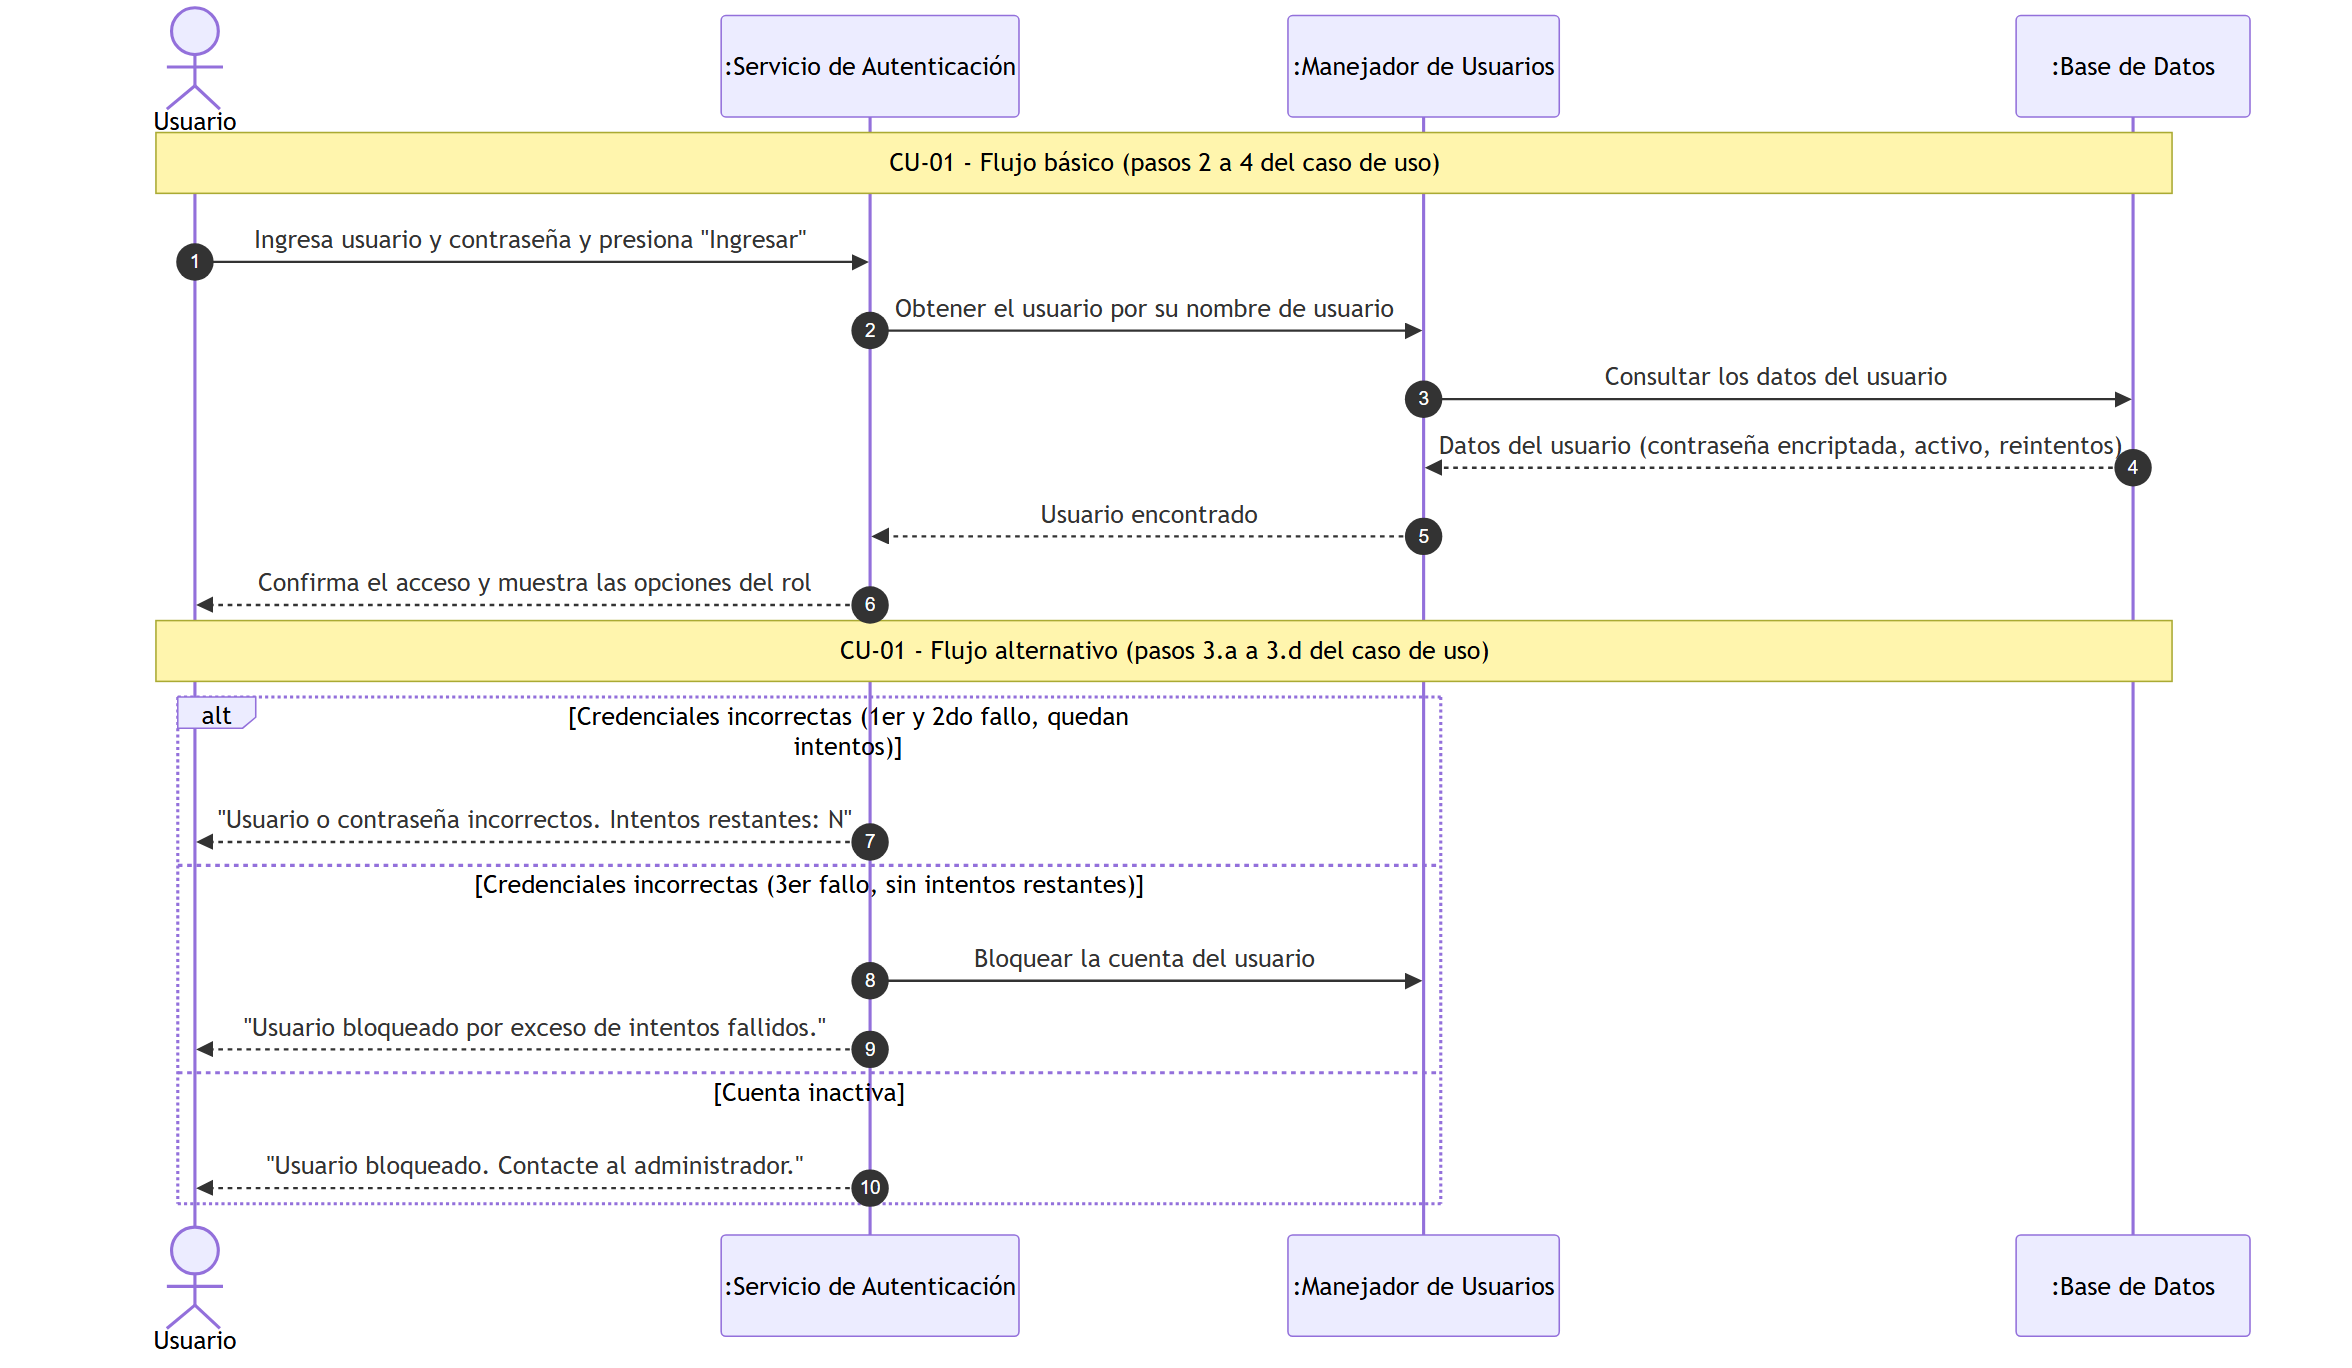 Usuario
:Servicio de Autenticación
:Manejador de Usuarios
:Base de Datos
CU-01 - Flujo básico (pasos 2 a 4 del caso de uso)
Ingresa usuario y contraseña y presiona "Ingresar"
1
Obtener el usuario por su nombre de usuario
2
Consultar los datos del usuario
3
Datos del usuario (contraseña encriptada, activo, reintentos)
4
Usuario encontrado
5
Confirma el acceso y muestra las opciones del rol
6
CU-01 - Flujo alternativo (pasos 3.a a 3.d del caso de uso)
alt
[Credenciales incorrectas (1er y 2do fallo, quedan
intentos)]
"Usuario o contraseña incorrectos. Intentos restantes: N"
7
[Credenciales incorrectas (3er fallo, sin intentos restantes)]
Bloquear la cuenta del usuario
8
"Usuario bloqueado por exceso de intentos fallidos."
9
[Cuenta inactiva]
"Usuario bloqueado. Contacte al administrador."
10
Usuario
:Servicio de Autenticación
:Manejador de Usuarios
:Base de Datos